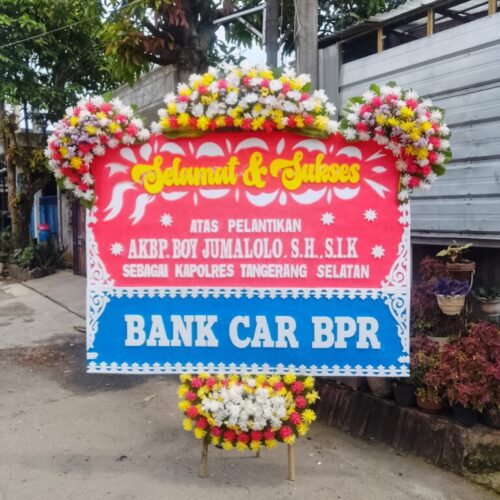 Selamat & Sukses
ATAS PELANTIKAN
AKBP. BOY JUMALOLO, S.H., S.I.K
SEBAGAI KAPOLRES TANGERANG SELATAN
BANK CAR BPR